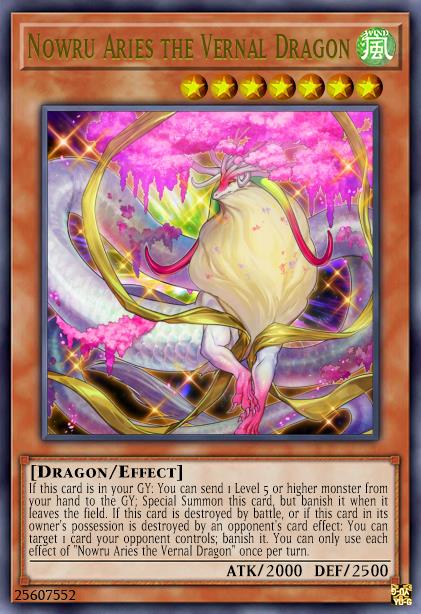 Nowru Aries the Vernal Dragon
WIND
風
[Dragon/Effect]
If this card is in your GY: You can send 1 Level 5 or higher monster from
your hand to the GY; Special Summon this card, but banish it when it
leaves the field. If this card is destroyed by battle, or if this card in its
owner's possession is destroyed by an opponent's card effect: You can
target 1 card your opponent controls; banish it. You can only use each
effect of "Nowru Aries the Vernal Dragon" once per turn.
ATK/2000 DEF/2500
25607552